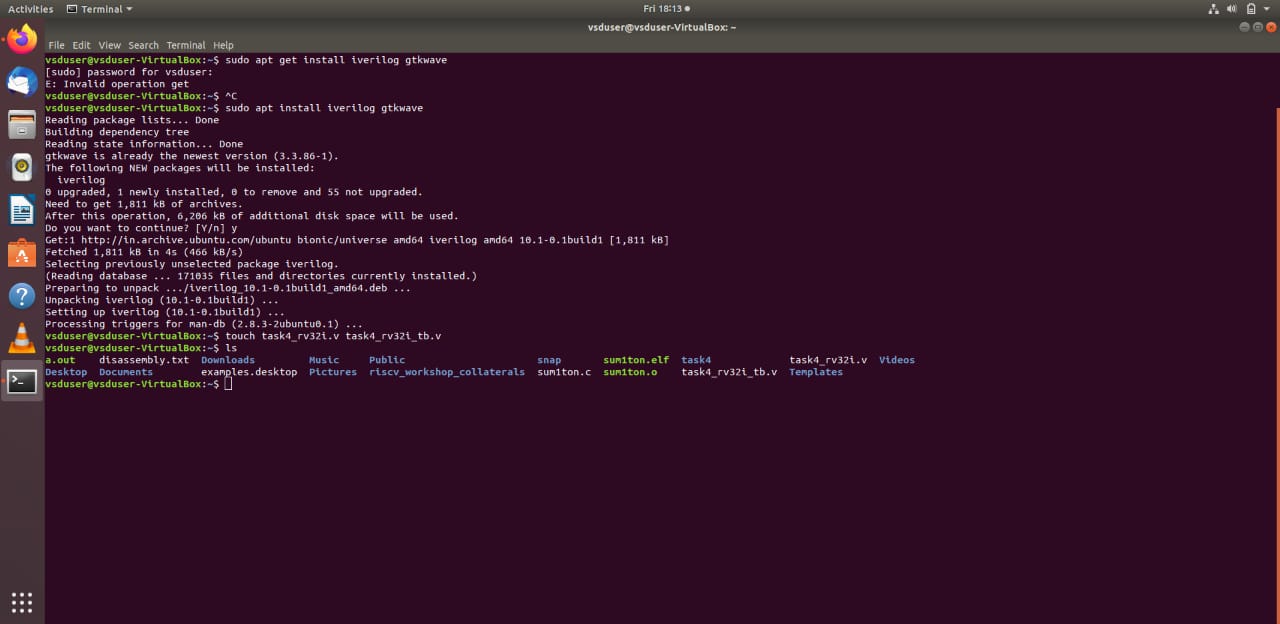 Activities Terminal Fri 18:13
vsduser@vsduser-VirtualBox: ~
File Edit View Search Terminal Help
vsduser@vsduser-VirtualBox:~$ sudo apt get install iverilog gtkwave
[sudo] password for vsduser:
E: Invalid operation get
vsduser@vsduser-VirtualBox:~$ ^C
vsduser@vsduser-VirtualBox:~$ sudo apt install iverilog gtkwave
Reading package lists... Done
Building dependency tree
Reading state information... Done
gtkwave is already the newest version (3.3.86-1).
The following NEW packages will be installed:
  iverilog
0 upgraded, 1 newly installed, 0 to remove and 55 not upgraded.
Need to get 1,811 kB of archives.
After this operation, 6,206 kB of additional disk space will be used.
Do you want to continue? [Y/n] y
Get:1 http://in.archive.ubuntu.com/ubuntu bionic/universe amd64 iverilog amd64 10.1-0.1build1 [1,811 kB]
Fetched 1,811 kB in 4s (466 kB/s)
Selecting previously unselected package iverilog.
(Reading database ... 171035 files and directories currently installed.)
Preparing to unpack .../iverilog_10.1-0.1build1_amd64.deb ...
Unpacking iverilog (10.1-0.1build1) ...
Setting up iverilog (10.1-0.1build1) ...
Processing triggers for man-db (2.8.3-2ubuntu0.1) ...
vsduser@vsduser-VirtualBox:~$ touch task4_rv32i.v task4_rv32i_tb.v
vsduser@vsduser-VirtualBox:~$ ls
a.out    disassembly.txt  Downloads         Music     Public                      snap      sum1ton.elf  task4             task4_rv32i.v  Videos
Desktop  Documents        examples.desktop  Pictures  riscv_workshop_collaterals  sum1ton.c  sum1ton.o    task4_rv32i_tb.v  Templates
vsduser@vsduser-VirtualBox:~$